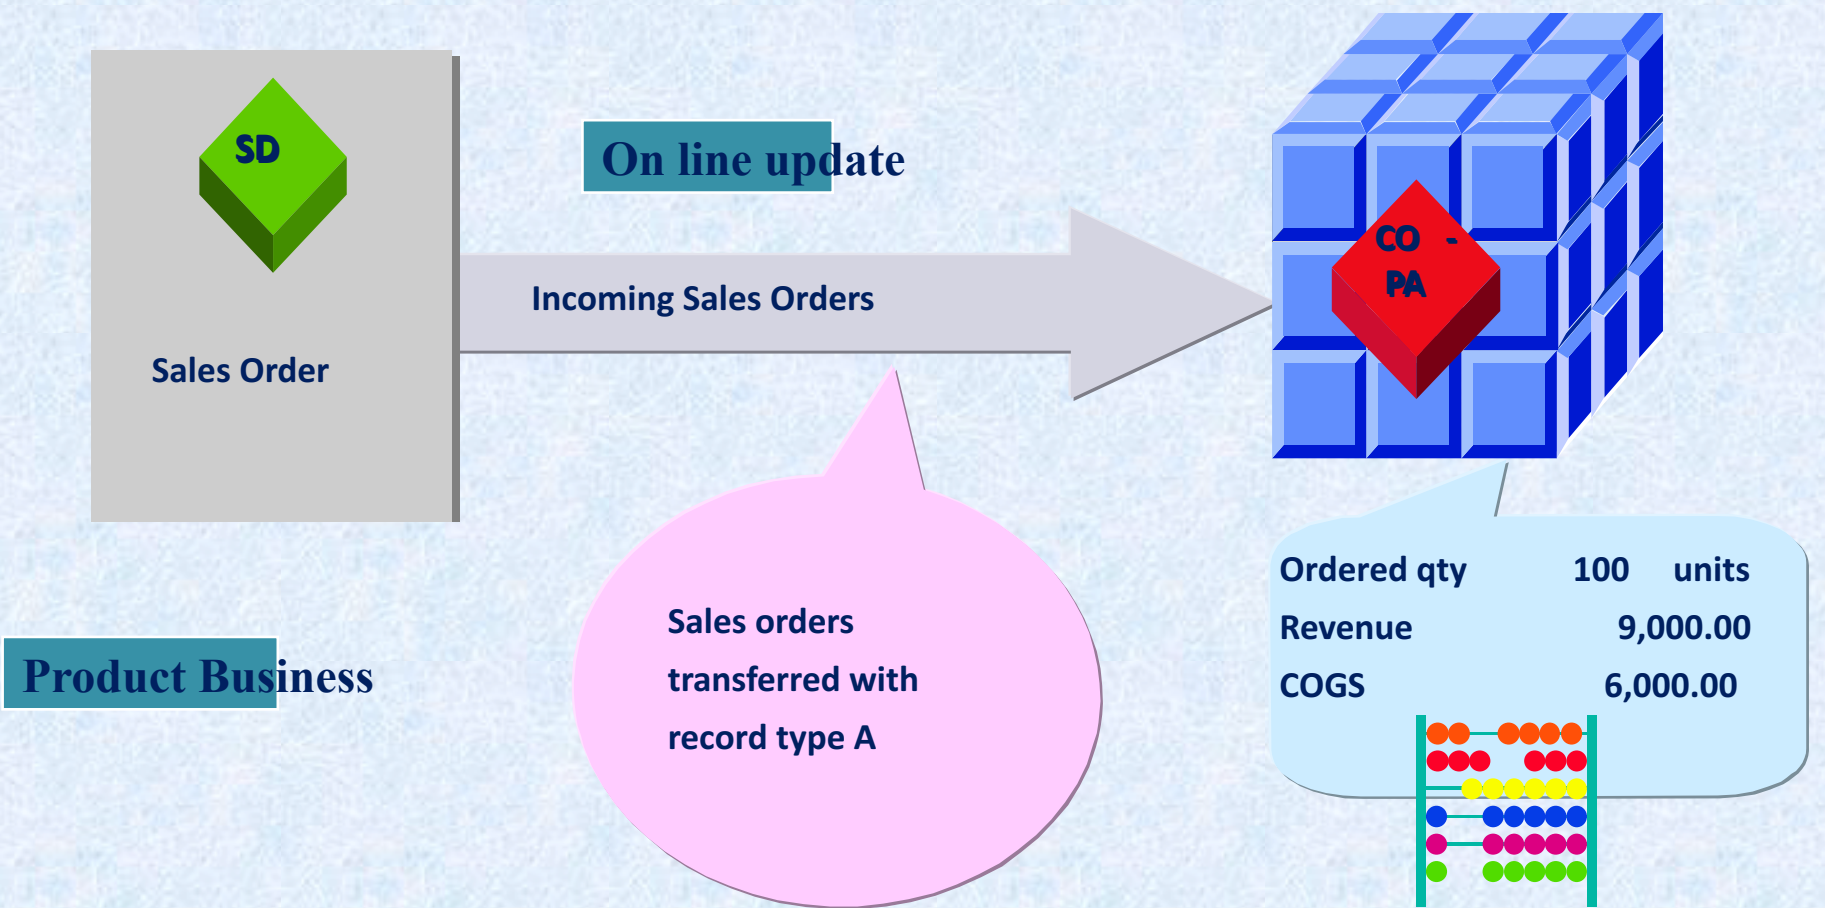 SD
Sales Order
On line update
Incoming Sales Orders
CO -
PA
Product Business
Sales orders
transferred with
record type A
Ordered qty 100 units
Revenue 9,000.00
COGS 6,000.00